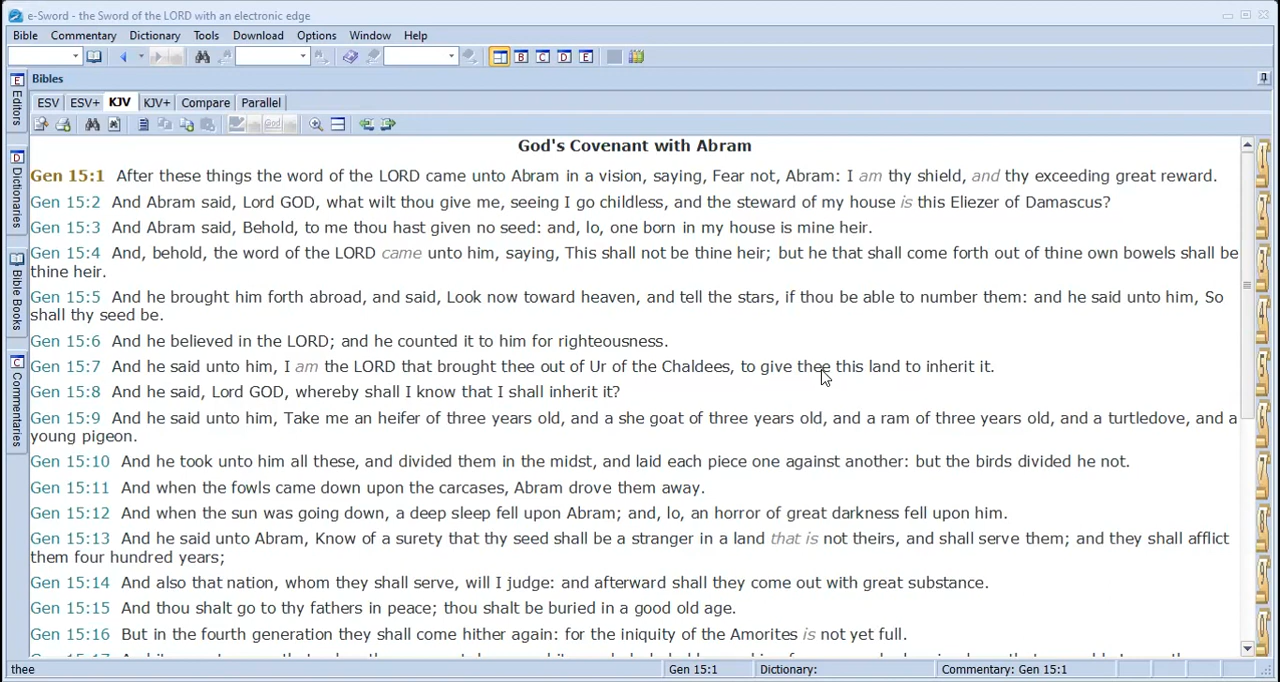 e-Sword - the Sword of the LORD with an electronic edge
Bible Commentary Dictionary Tools Download Options Window Help
B C D E
Bibles
ESV ESV+ KJV KJV+ Compare Parallel
God
E Editors
D Dictionaries
Bible Books
C Commentaries
God's Covenant with Abram
Gen 15:1 After these things the word of the LORD came unto Abram in a vision, saying, Fear not, Abram: I am thy shield, and thy exceeding great reward.
Gen 15:2 And Abram said, Lord GOD, what wilt thou give me, seeing I go childless, and the steward of my house is this Eliezer of Damascus?
Gen 15:3 And Abram said, Behold, to me thou hast given no seed: and, lo, one born in my house is mine heir.
Gen 15:4 And, behold, the word of the LORD came unto him, saying, This shall not be thine heir; but he that shall come forth out of thine own bowels shall be
thine heir.
Gen 15:5 And he brought him forth abroad, and said, Look now toward heaven, and tell the stars, if thou be able to number them: and he said unto him, So
shall thy seed be.
Gen 15:6 And he believed in the LORD; and he counted it to him for righteousness.
Gen 15:7 And he said unto him, I am the LORD that brought thee out of Ur of the Chaldees, to give thee this land to inherit it.
Gen 15:8 And he said, Lord GOD, whereby shall I know that I shall inherit it?
Gen 15:9 And he said unto him, Take me an heifer of three years old, and a she goat of three years old, and a ram of three years old, and a turtledove, and a
young pigeon.
Gen 15:10 And he took unto him all these, and divided them in the midst, and laid each piece one against another: but the birds divided he not.
Gen 15:11 And when the fowls came down upon the carcases, Abram drove them away.
Gen 15:12 And when the sun was going down, a deep sleep fell upon Abram; and, lo, an horror of great darkness fell upon him.
Gen 15:13 And he said unto Abram, Know of a surety that thy seed shall be a stranger in a land that is not theirs, and shall serve them; and they shall afflict
them four hundred years;
Gen 15:14 And also that nation, whom they shall serve, will I judge: and afterward shall they come out with great substance.
Gen 15:15 And thou shalt go to thy fathers in peace; thou shalt be buried in a good old age.
Gen 15:16 But in the fourth generation they shall come hither again: for the iniquity of the Amorites is not yet full.
1
2
3
4
5
6
7
8
9
0
thee Gen 15:1 Dictionary: Commentary: Gen 15:1